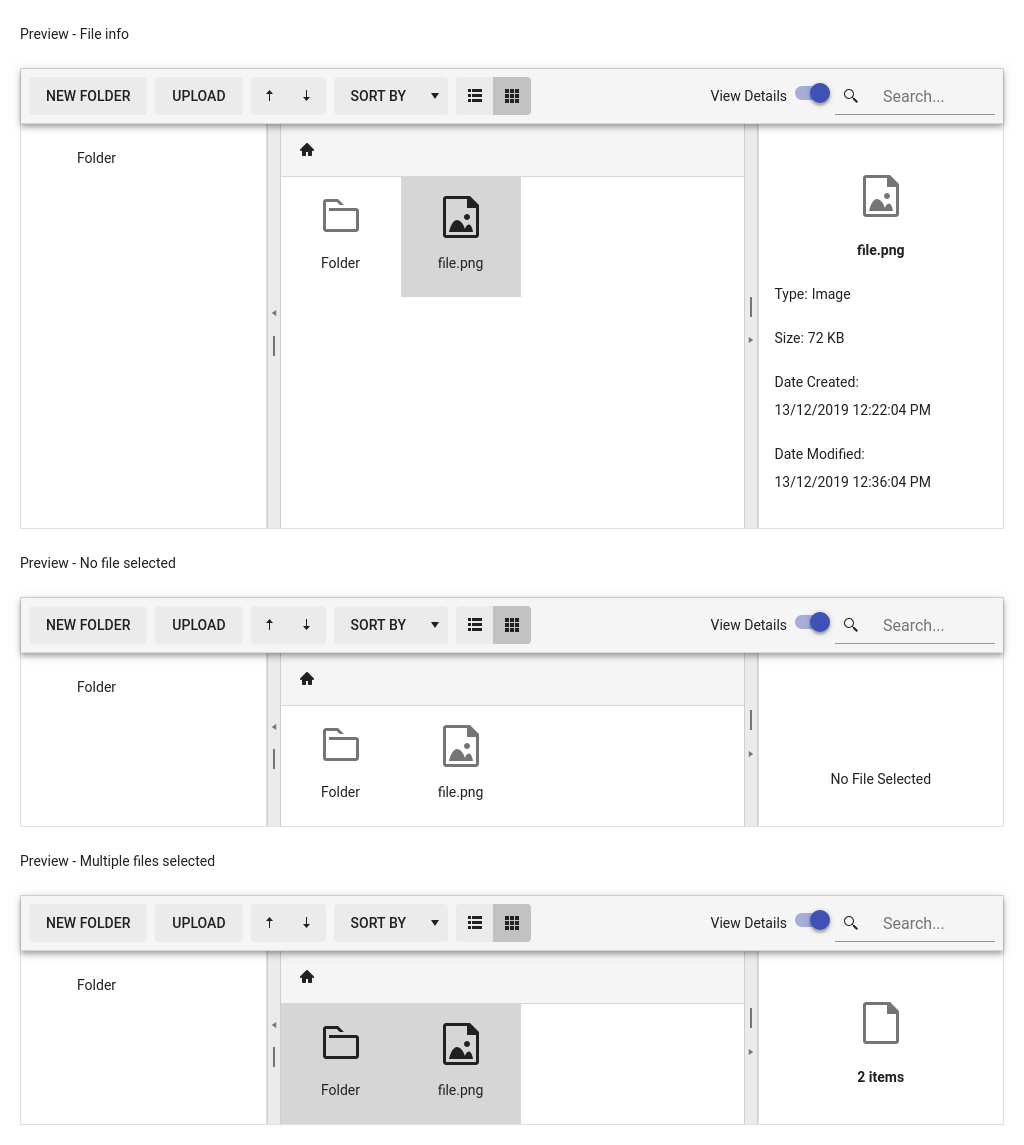 Preview - File info
NEW FOLDER UPLOAD SORT BY View Details Search...
Folder
Folder file.png
file.png
Type: Image
Size: 72 KB
Date Created:
13/12/2019 12:22:04 PM
Date Modified:
13/12/2019 12:36:04 PM
Preview - No file selected
NEW FOLDER UPLOAD SORT BY View Details Search...
Folder
Folder file.png
No File Selected
Preview - Multiple files selected
NEW FOLDER UPLOAD SORT BY View Details Search...
Folder
Folder file.png
2 items